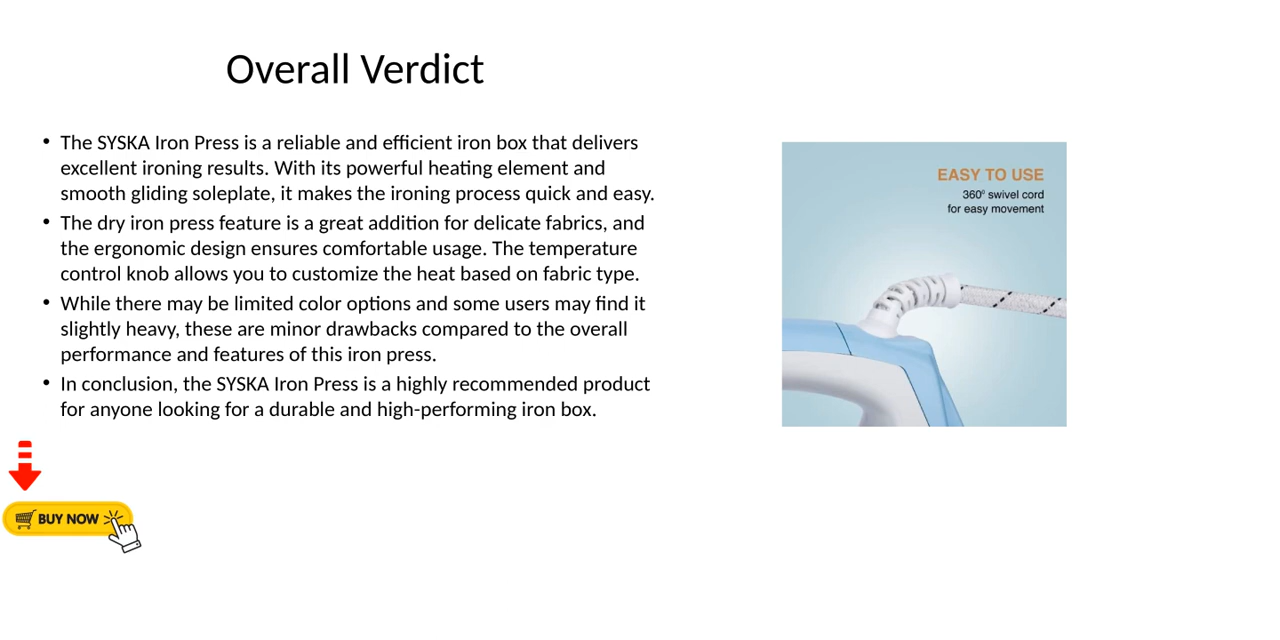 Overall Verdict
• The SYSKA Iron Press is a reliable and efficient iron box that delivers
excellent ironing results. With its powerful heating element and
smooth gliding soleplate, it makes the ironing process quick and easy.
• The dry iron press feature is a great addition for delicate fabrics, and
the ergonomic design ensures comfortable usage. The temperature
control knob allows you to customize the heat based on fabric type.
• While there may be limited color options and some users may find it
slightly heavy, these are minor drawbacks compared to the overall
performance and features of this iron press.
• In conclusion, the SYSKA Iron Press is a highly recommended product
for anyone looking for a durable and high-performing iron box.
EASY TO USE
360° swivel cord
for easy movement
BUY NOW